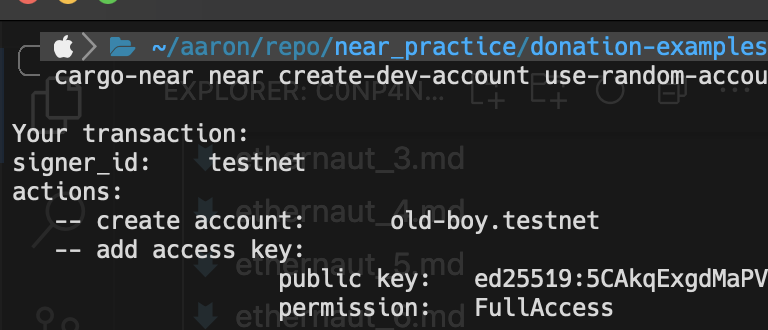 ~/aaron/repo/near_practice/donation-examples
cargo-near near create-dev-account use-random-accou
EXPLORER: C0NP4N...
Your transaction:
signer_id: testnet
ethernaut_3.md
actions:
-- create account: old-boy.testnet
ethernaut_4.md
-- add access key:
ethernaut_5.md
public key: ed25519:5CAkqExgdMaPV
permission: FullAccess
ethernaut_6.md